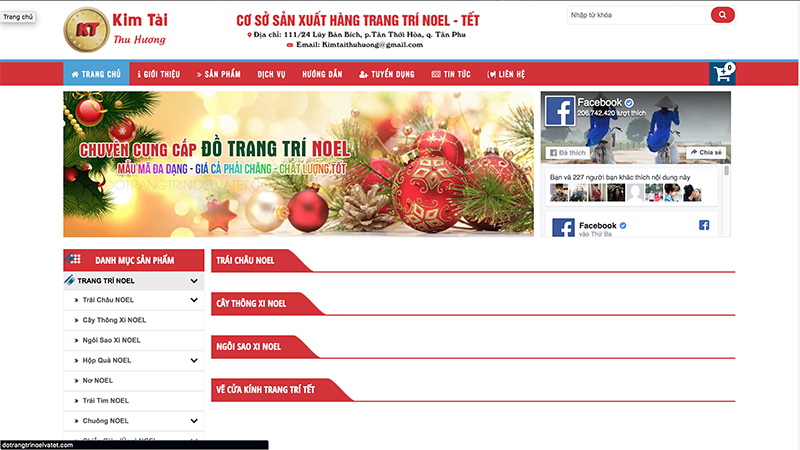 Trang chủ
KT
Kim Tài
Thu Hương
CƠ SỞ SẢN XUẤT HÀNG TRANG TRÍ NOEL - TẾT
Địa chỉ: 111/24 Lũy Bán Bích, p.Tân Thới Hòa, q. Tân Phu
Email: Kimtaithuhuong@gmail.com
Nhập từ khóa
TRANG CHỦ GIỚI THIỆU SẢN PHẨM DỊCH VỤ HƯỚNG DẪN TUYỂN DỤNG TIN TỨC LIÊN HỆ 0
CHUYÊN CUNG CẤP ĐỒ TRANG TRÍ NOEL
MẪU MÃ ĐA DẠNG - GIÁ CẢ PHẢI CHĂNG - CHẤT LƯỢNG TỐT
DOTRANGTRINOELVATET.COM
Facebook
206.742.420 lượt thích
Đã thích
Chia sẻ
Bạn và 227 người bạn khác thích nội dung này
Facebook
vào Thứ Ba
DANH MỤC SẢN PHẨM
TRANG TRÍ NOEL
Trái Châu NOEL
Cây Thông Xi NOEL
Ngôi Sao Xi NOEL
Hộp Quà NOEL
Nơ NOEL
Trái Tim NOEL
Chuông NOEL
TRÁI CHÂU NOEL
CÂY THÔNG XI NOEL
NGÔI SAO XI NOEL
VẼ CỬA KÍNH TRANG TRÍ TẾT
dotrangtrinoelvatet.com